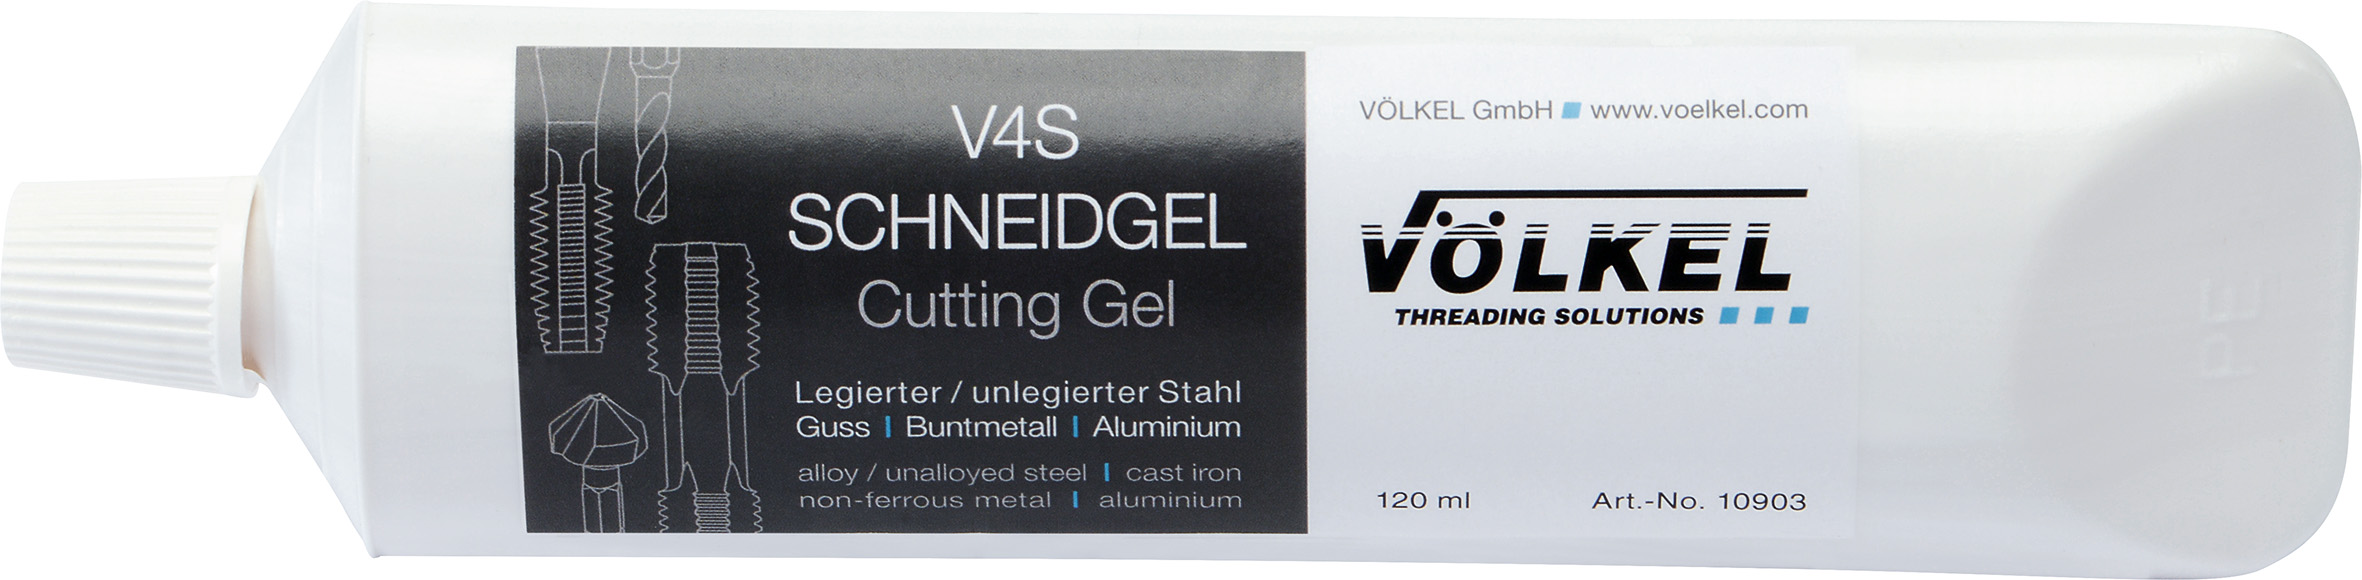 V4S
SCHNEIDGEL
Cutting Gel
Legierter / unlegierter Stahl
Guss | Buntmetall | Aluminium
alloy / unalloyed steel | cast iron
non-ferrous metal | aluminium
VÖLKEL GmbH www.voelkel.com
VÖLKEL
THREADING SOLUTIONS
120 ml Art.-No. 10903
PE